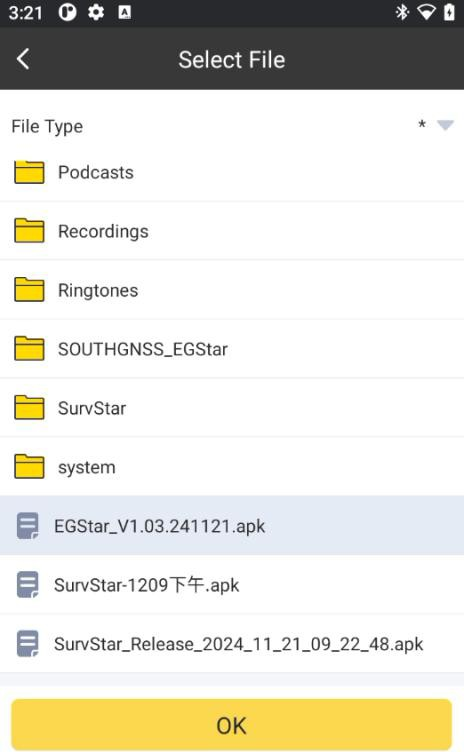 3:21
Select File
File Type
*
Podcasts
Recordings
Ringtones
SOUTHGNSS_EGStar
SurvStar
system
EGStar_V1.03.241121.apk
SurvStar-1209下午.apk
SurvStar_Release_2024_11_21_09_22_48.apk
OK